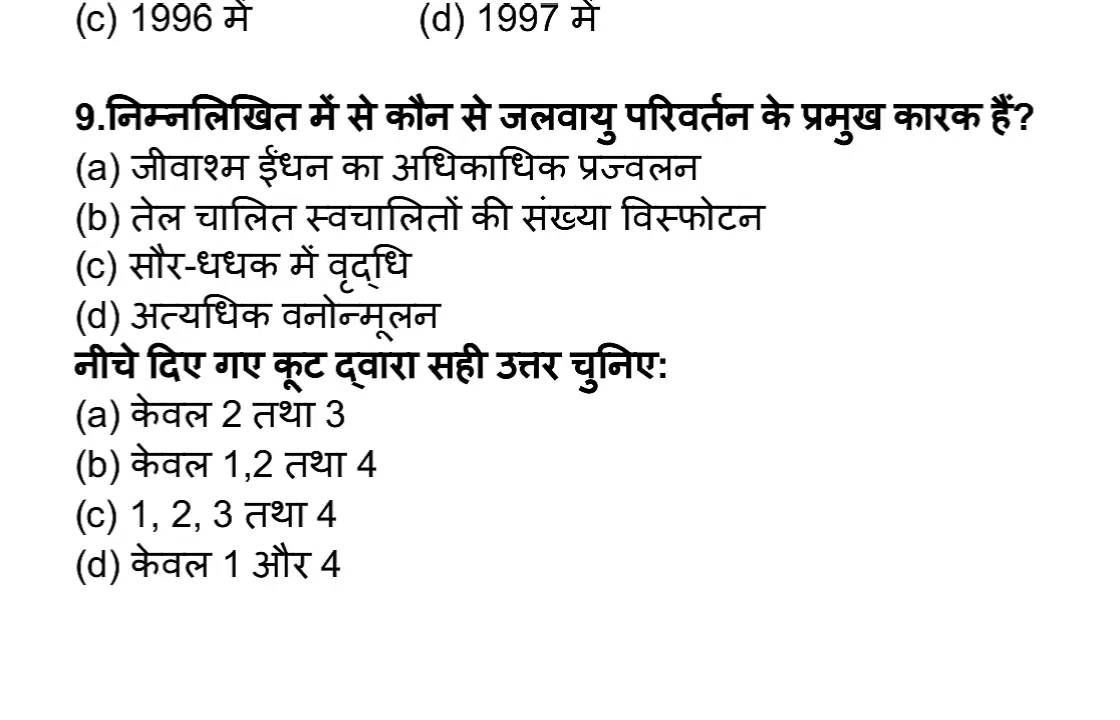 (c) 1996 में (d) 1997 में
9.निम्नलिखित में से कौन से जलवायु परिवर्तन के प्रमुख कारक हैं?
(a) जीवाश्म ईंधन का अधिकाधिक प्रज्वलन
(b) तेल चालित स्वचालितों की संख्या विस्फोटन
(c) सौर-धधक में वृद्धि
(d) अत्यधिक वनोन्मूलन
नीचे दिए गए कूट द्वारा सही उत्तर चुनिए:
(a) केवल 2 तथा 3
(b) केवल 1,2 तथा 4
(c) 1, 2, 3 तथा 4
(d) केवल 1 और 4